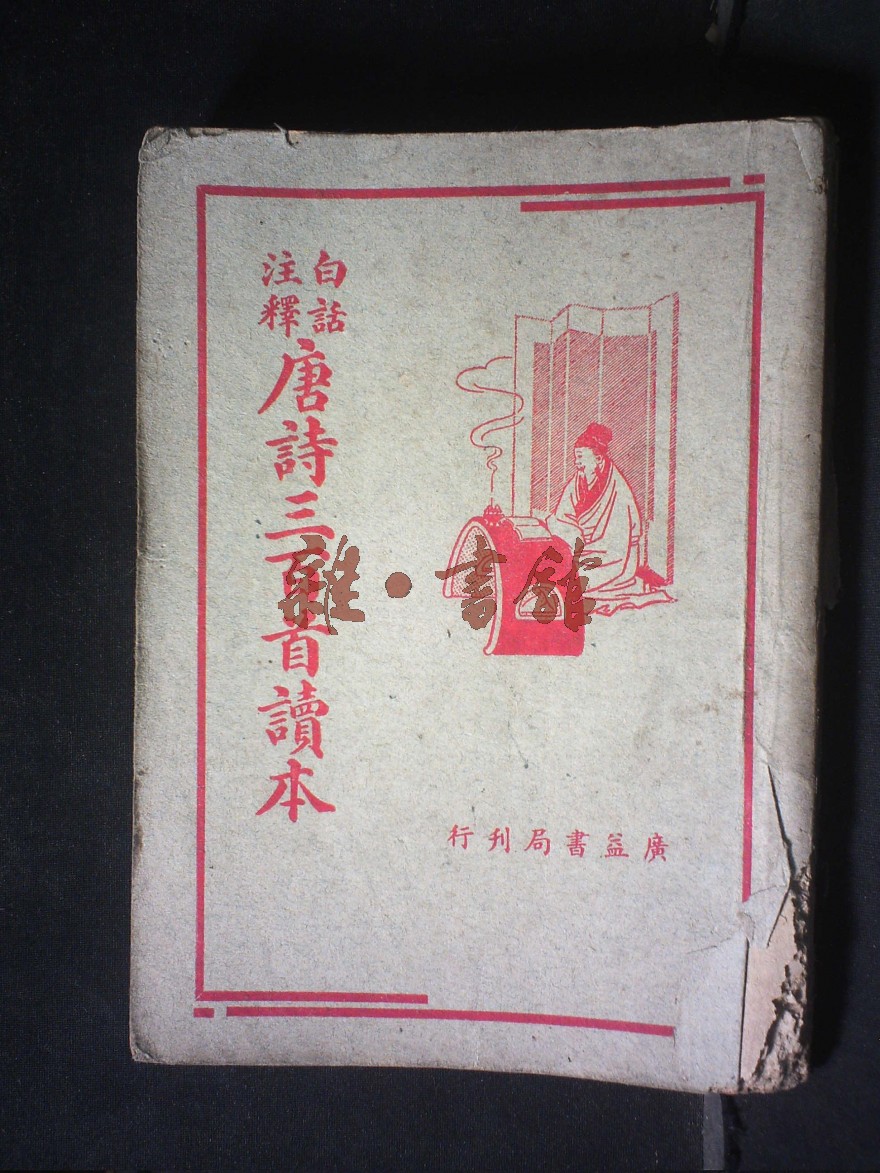 白話
注釋
唐詩三百首讀本
廣益書局刊行
雜·書館